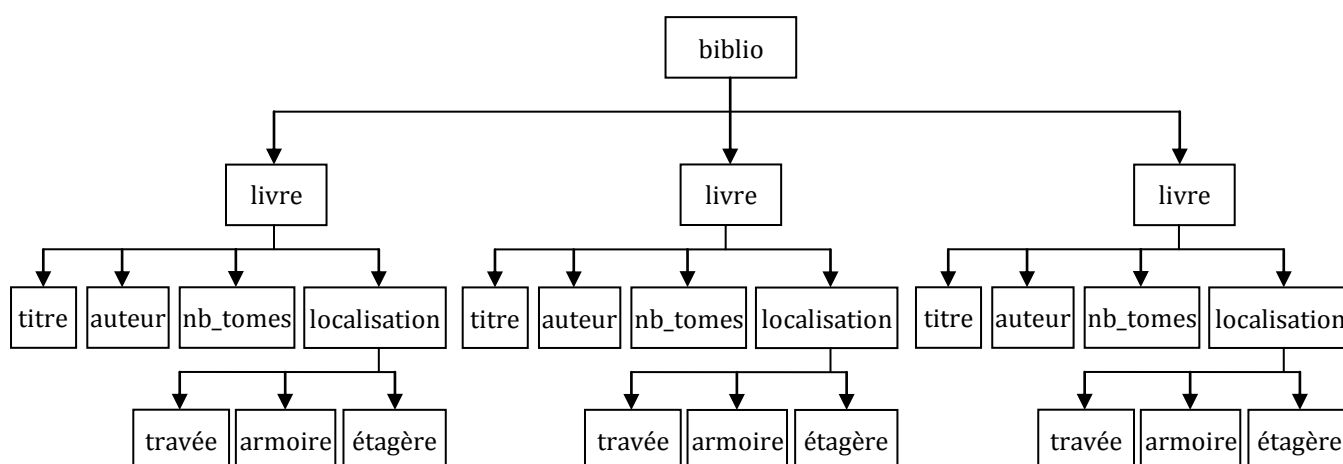 biblio
livre livre livre
titre auteur nb_tomes localisation titre auteur nb_tomes localisation titre auteur nb_tomes localisation
travée armoire étagère travée armoire étagère travée armoire étagère